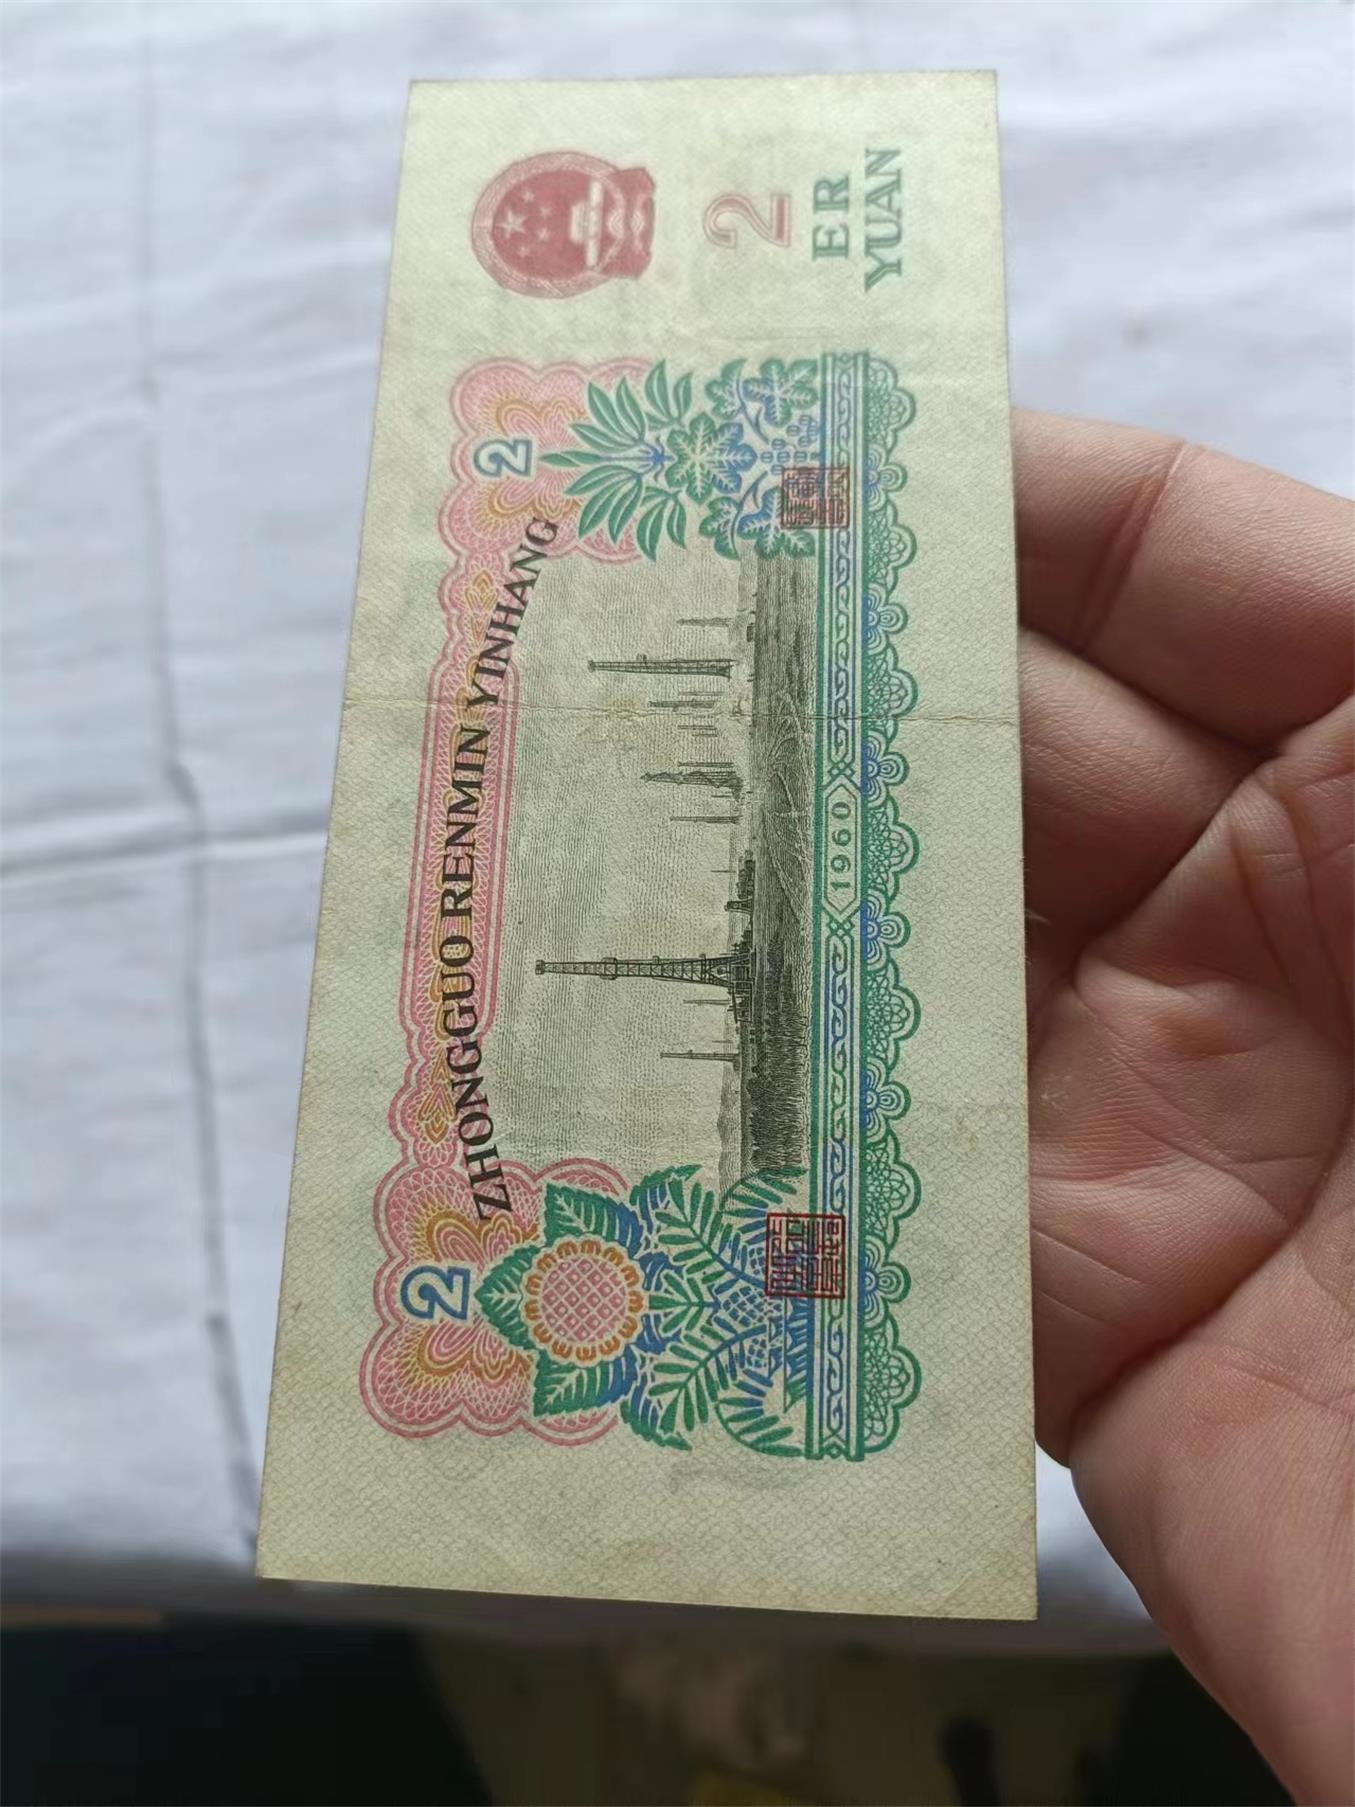 ZHONGGUO RENMIN YINHANG
2
2
2
ER
YUAN
1960